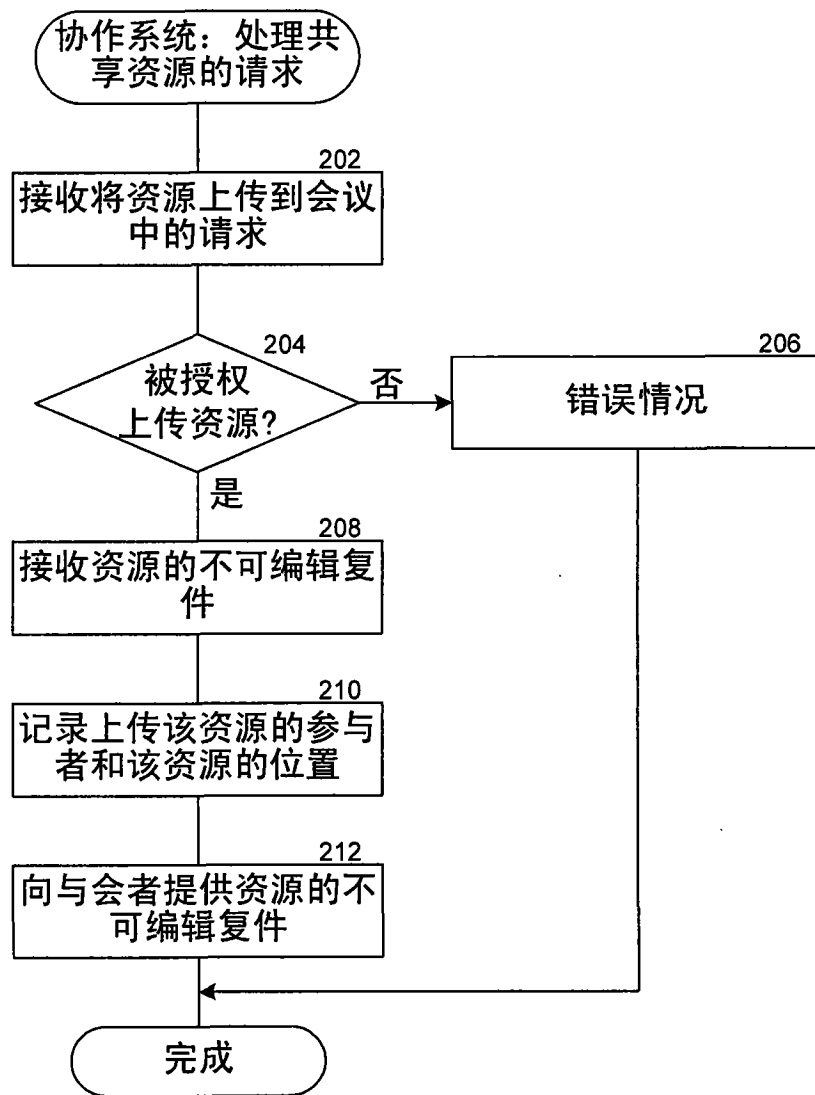 协作系统：处理共
享资源的请求
202
接收将资源上传到会议
中的请求
204
被授权
上传资源?
否
206
错误情况
是
208
接收资源的不可编辑复
件
210
记录上传该资源的参与
者和该资源的位置
212
向与会者提供资源的不
可编辑复件
完成